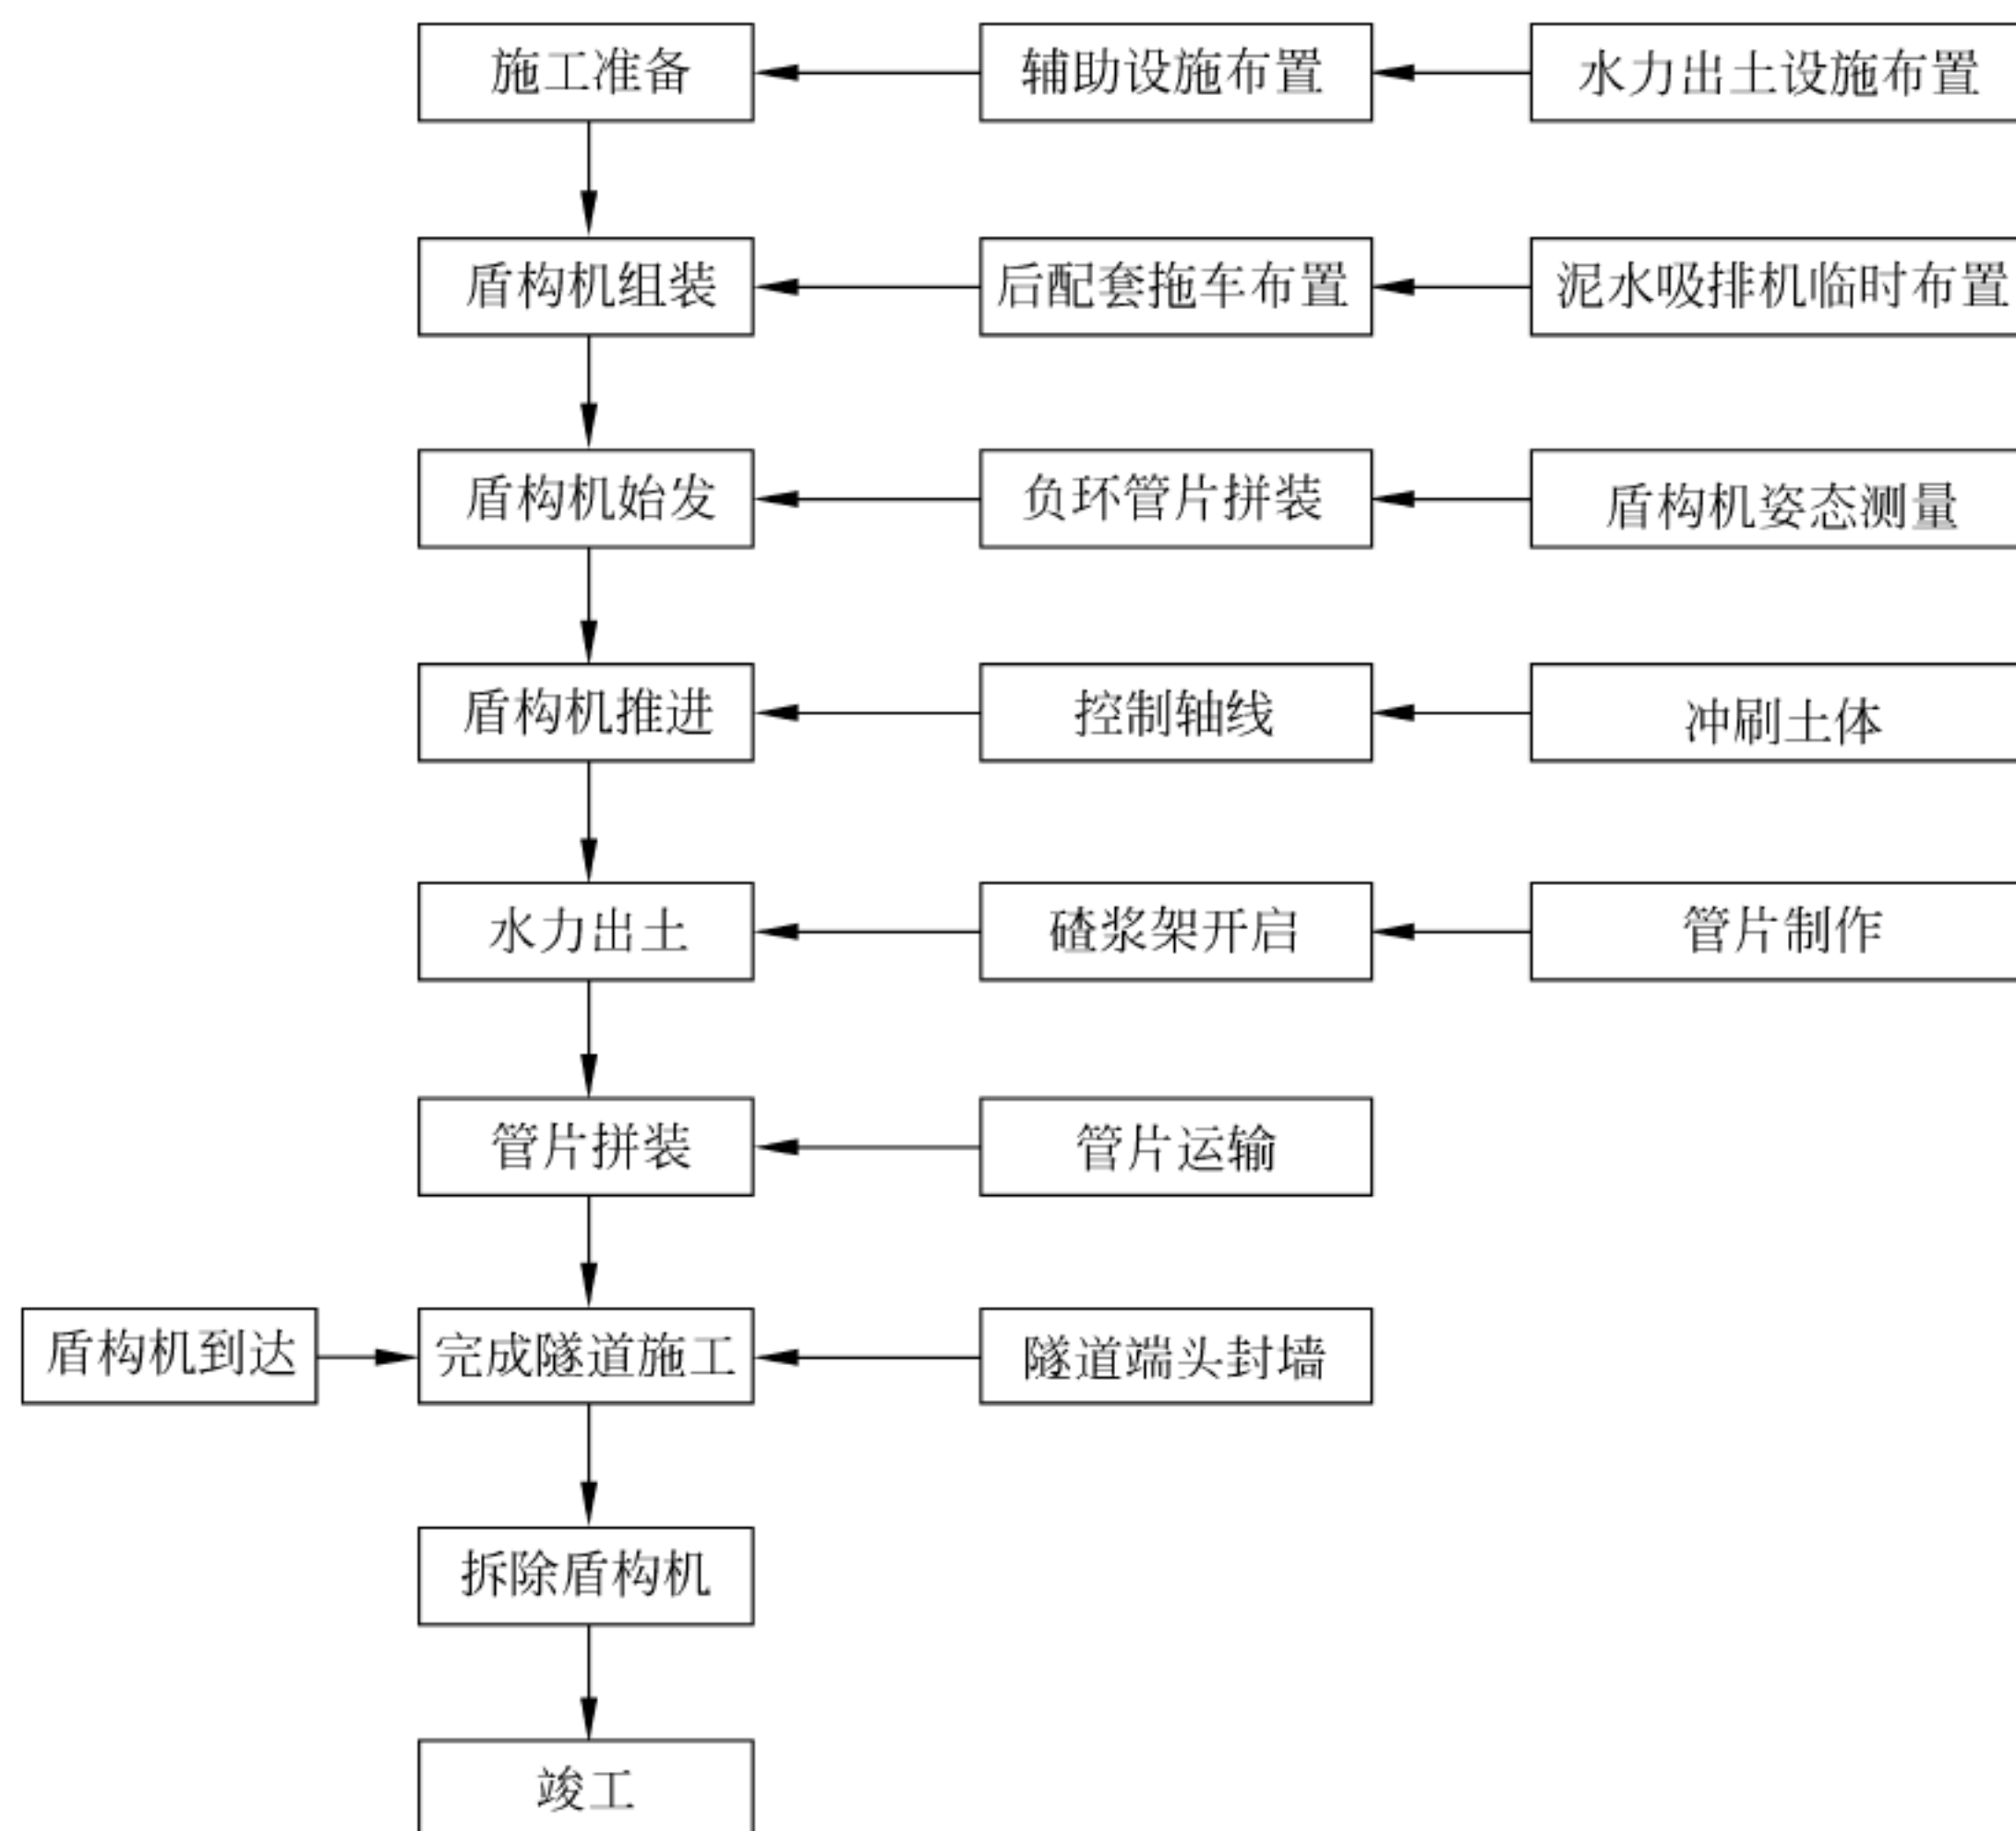 施工准备
辅助设施布置
水力出土设施布置
盾构机组装
后配套拖车布置
泥水吸排机临时布置
盾构机始发
负环管片拼装
盾构机姿态测量
盾构机推进
控制轴线
冲刷土体
水力出土
碴浆架开启
管片制作
管片拼装
管片运输
盾构机到达
完成隧道施工
隧道端头封墙
拆除盾构机
竣工